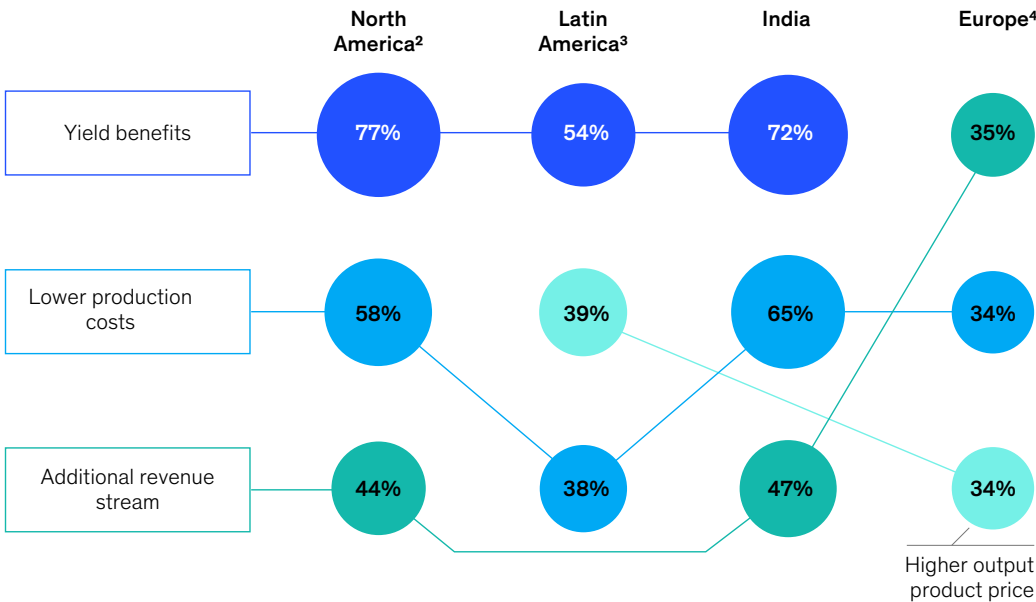 North
America²
Latin
America³
India
Europe⁴
Yield benefits
77%
54%
72%
35%
Lower production
costs
58%
39%
65%
34%
Additional revenue
stream
44%
38%
47%
34%
Higher output
product price